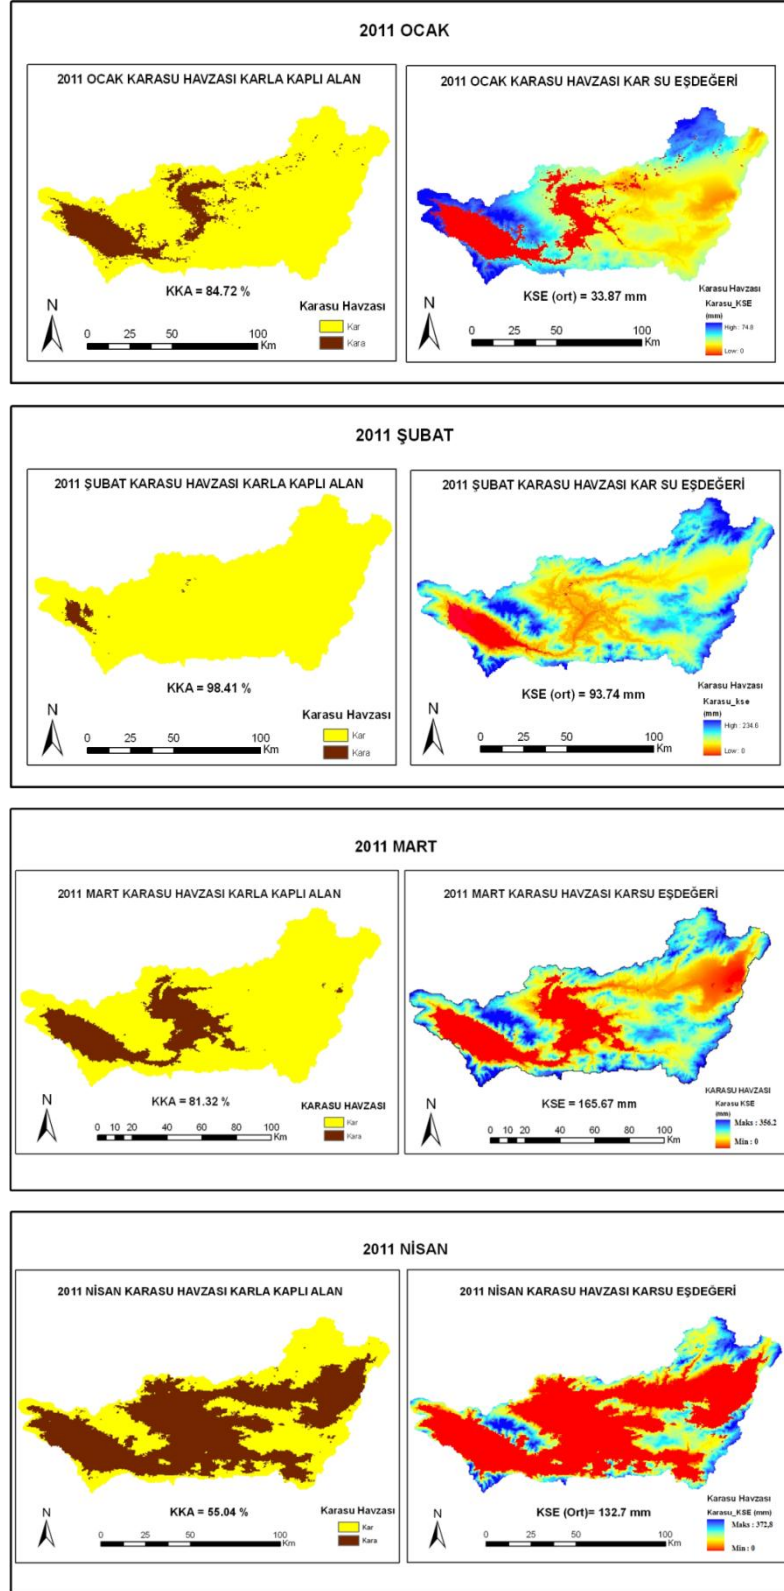 2011 OCAK
2011 OCAK KARASU HAVZASI KARLA KAPLI ALAN
KKA = 84.72 %
N
0 25 50 100
Km
Karasu Havzası
Kar
Kara
2011 OCAK KARASU HAVZASI KAR SU EŞDEĞERİ
KSE (ort) = 33.87 mm
N
0 25 50 100
Km
Karasu Havzası
Karasu_KSE
(mm)
High : 74.8
Low : 0
2011 ŞUBAT
2011 ŞUBAT KARASU HAVZASI KARLA KAPLI ALAN
KKA = 98.41 %
N
0 25 50 100
Km
Karasu Havzası
Kar
Kara
2011 ŞUBAT KARASU HAVZASI KAR SU EŞDEĞERİ
KSE (ort) = 93.74 mm
N
0 25 50 100
Km
Karasu Havzası
Karasu_kse
(mm)
High : 234.6
Low : 0
2011 MART
2011 MART KARASU HAVZASI KARLA KAPLI ALAN
KKA = 81.32 %
N
0 10 20 40 60 80 100
Km
KARASU HAVZASI
Kar
Kara
2011 MART KARASU HAVZASI KARSU EŞDEĞERİ
KSE = 165.67 mm
N
0 10 20 40 60 80 100
Km
KARASU HAVZASI
Karasu KSE
(mm)
Maks : 356.2
Min : 0
2011 NİSAN
2011 NİSAN KARASU HAVZASI KARLA KAPLI ALAN
KKA = 55.04 %
N
0 25 50 100
Km
Karasu Havzası
Kar
Kara
2011 NİSAN KARASU HAVZASI KARSU EŞDEĞERİ
KSE (Ort)= 132.7 mm
N
0 25 50 100
Km
Karasu Havzası
Karasu_KSE (mm)
Maks : 372,8
Min : 0